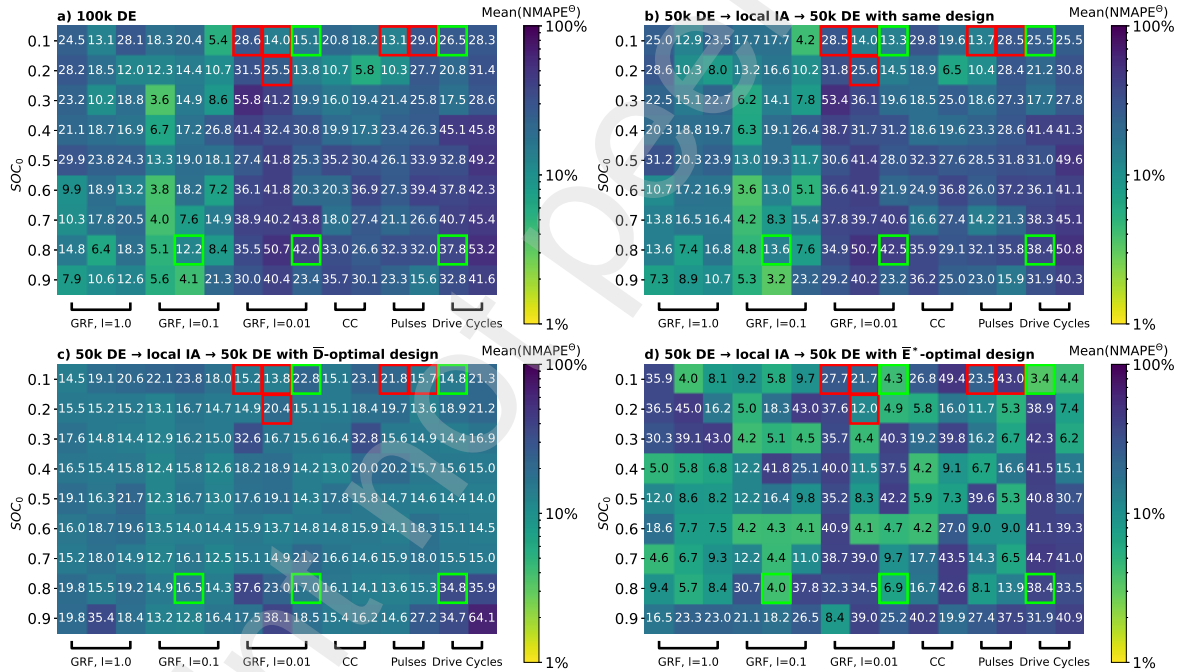 a) 100k DE
Mean(NMAPE^Θ)
0.1 24.5 13.1 28.1 18.3 20.4 5.4 28.6 14.0 15.1 20.8 18.2 13.1 29.0 26.5 28.3
0.2 28.2 18.5 12.0 12.3 14.4 10.7 31.5 25.5 13.8 10.7 5.8 10.3 27.7 20.8 31.4
0.3 23.2 10.2 18.8 3.6 14.9 8.6 55.8 41.2 19.9 16.0 19.4 21.4 25.8 17.5 28.6
0.4 21.1 18.7 16.9 6.7 17.2 26.8 41.4 32.4 30.8 19.9 17.3 23.4 26.0 45.1 45.8
0.5 29.9 23.8 24.3 13.3 19.0 18.1 27.4 41.8 25.3 35.2 30.4 26.1 33.9 32.8 49.2
0.6 9.9 18.9 13.2 3.8 18.2 7.2 36.1 41.8 20.3 20.3 36.9 27.3 39.4 37.8 42.3
0.7 10.3 17.8 20.5 4.0 7.6 14.9 38.9 40.2 43.8 18.0 27.4 21.1 26.6 40.7 45.4
0.8 14.8 6.4 18.3 5.1 12.2 8.4 35.5 50.7 42.0 33.0 26.6 32.3 32.0 37.8 53.2
0.9 7.9 10.6 12.6 5.6 4.1 21.3 30.0 40.4 23.4 35.7 30.1 23.3 15.6 32.8 41.6
SOC₀
GRF, l=1.0 GRF, l=0.1 GRF, l=0.01 CC Pulses Drive Cycles
100%
10%
1%
b) 50k DE → local IA → 50k DE with same design
Mean(NMAPE^Θ)
0.1 25.0 12.9 23.5 17.7 17.7 4.2 28.5 14.0 13.3 29.8 19.6 13.7 28.5 25.5 25.5
0.2 28.6 10.3 8.0 13.2 16.6 10.2 31.8 25.6 14.5 18.9 6.5 10.4 28.4 21.2 30.8
0.3 22.5 15.1 22.7 6.2 14.1 7.8 53.4 36.1 19.6 18.5 25.0 18.6 23.3 17.7 27.8
0.4 20.3 18.8 19.7 6.3 19.1 26.4 38.7 31.7 31.2 18.6 19.6 23.3 28.6 41.4 41.3
0.5 31.2 20.3 23.9 13.0 19.3 11.7 30.6 41.4 28.0 32.3 27.6 28.5 31.8 31.0 49.6
0.6 10.7 17.2 16.9 3.6 13.0 5.1 36.6 41.9 21.9 24.9 36.8 26.0 37.2 36.1 41.1
0.7 13.8 16.5 16.4 4.2 8.3 15.4 37.8 39.7 40.6 16.6 27.4 14.2 21.3 38.3 45.1
0.8 13.6 7.4 16.8 4.8 13.6 7.6 34.9 50.7 42.5 35.9 29.1 32.1 35.8 38.4 50.8
0.9 7.3 8.9 10.7 5.3 3.2 23.2 29.2 40.2 22.2 34.2 25.0 23.0 15.9 31.9 40.3
SOC₀
GRF, l=1.0 GRF, l=0.1 GRF, l=0.01 CC Pulses Drive Cycles
100%
10%
1%
c) 50k DE → local IA → 50k DE with D̅-optimal design
Mean(NMAPE^Θ)
0.1 14.5 19.1 20.6 22.1 23.8 18.0 15.2 13.8 22.8 15.1 23.1 21.8 15.7 14.8 21.3
0.2 15.5 15.2 15.2 13.1 16.7 14.7 14.9 20.4 15.1 15.1 18.4 19.7 13.6 18.9 21.2
0.3 17.6 14.8 14.4 12.9 16.2 15.0 32.6 16.7 15.6 16.4 32.8 15.6 14.9 14.4 16.9
0.4 16.5 15.4 15.8 12.4 15.8 12.6 18.2 18.9 14.2 13.0 20.0 20.2 15.7 15.6 15.0
0.5 19.1 16.3 21.7 12.3 16.7 13.0 17.6 19.1 14.3 17.8 15.8 14.7 14.6 14.4 14.0
0.6 16.0 18.7 19.6 13.5 14.0 14.4 15.9 13.7 14.8 15.9 14.9 14.1 18.3 15.1 14.5
0.7 15.2 18.0 14.9 12.7 16.1 12.5 15.1 14.9 21.2 16.8 14.9 15.9 18.0 15.5 15.0
0.8 19.8 15.5 19.2 14.9 16.5 14.3 37.6 23.0 17.0 16.1 14.1 13.6 15.3 34.8 35.9
0.9 19.8 35.4 18.4 13.2 12.8 16.4 17.5 38.1 18.5 15.4 16.2 14.6 27.2 34.7 64.1
SOC₀
GRF, l=1.0 GRF, l=0.1 GRF, l=0.01 CC Pulses Drive Cycles
100%
10%
1%
d) 50k DE → local IA → 50k DE with E̅*-optimal design
Mean(NMAPE^Θ)
0.1 35.9 4.0 8.1 9.2 5.8 9.7 27.7 21.7 4.3 26.8 49.4 23.5 43.0 3.4 4.4
0.2 36.5 45.0 16.2 5.0 18.3 43.0 37.6 12.0 4.9 5.8 16.0 11.7 5.3 38.9 7.4
0.3 30.3 39.1 43.0 4.2 5.1 4.5 35.7 4.4 40.3 19.2 39.8 16.2 6.7 42.3 6.2
0.4 5.0 5.8 6.8 12.2 41.8 25.1 40.0 11.5 37.5 4.2 9.1 6.7 16.6 41.5 15.1
0.5 12.0 8.6 8.2 12.2 16.4 9.8 35.2 8.3 42.2 5.9 7.3 39.6 5.3 40.8 30.7
0.6 18.6 7.7 7.5 4.2 4.3 4.1 40.9 4.1 4.7 4.2 27.0 9.0 9.0 41.1 39.3
0.7 4.6 6.7 9.3 12.2 4.4 11.0 38.7 39.0 9.7 17.7 43.5 14.3 6.5 44.7 41.0
0.8 9.4 5.7 8.4 30.7 4.0 37.8 32.3 34.5 6.9 16.7 42.6 8.1 13.9 38.4 33.5
0.9 16.5 23.3 23.0 21.1 18.2 26.5 8.4 39.0 25.2 41.0 29.4 24.4 37.5 31.9 40.9
SOC₀
GRF, l=1.0 GRF, l=0.1 GRF, l=0.01 CC Pulses Drive Cycles
100%
10%
1%